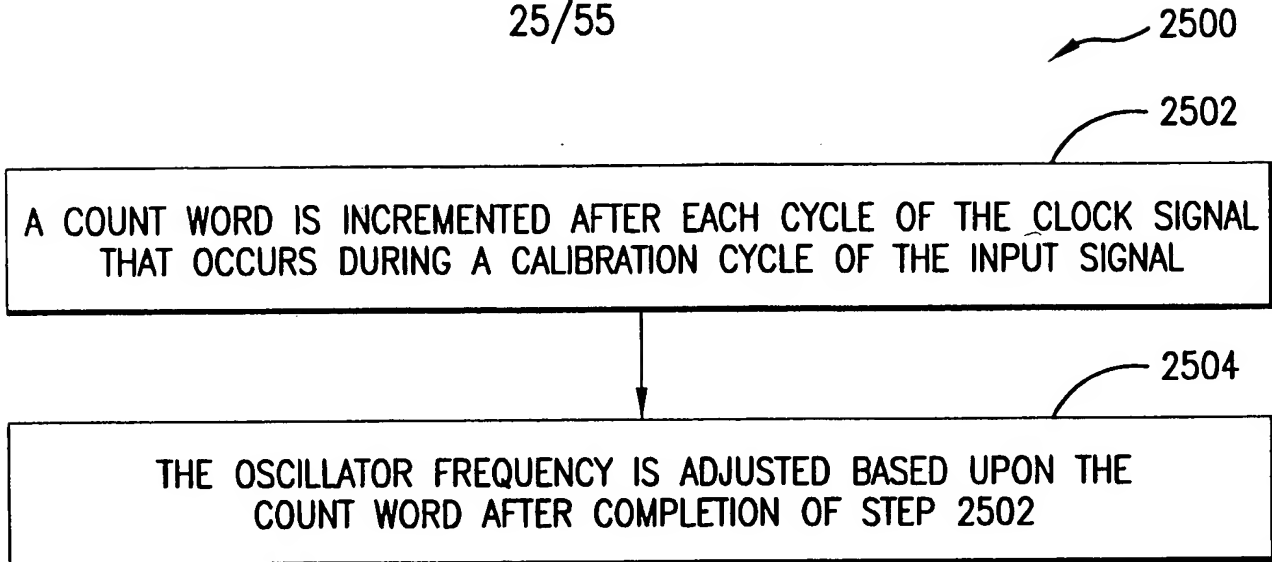 25/55
2500
2502
A COUNT WORD IS INCREMENTED AFTER EACH CYCLE OF THE CLOCK SIGNAL
THAT OCCURS DURING A CALIBRATION CYCLE OF THE INPUT SIGNAL
2504
THE OSCILLATOR FREQUENCY IS ADJUSTED BASED UPON THE
COUNT WORD AFTER COMPLETION OF STEP 2502